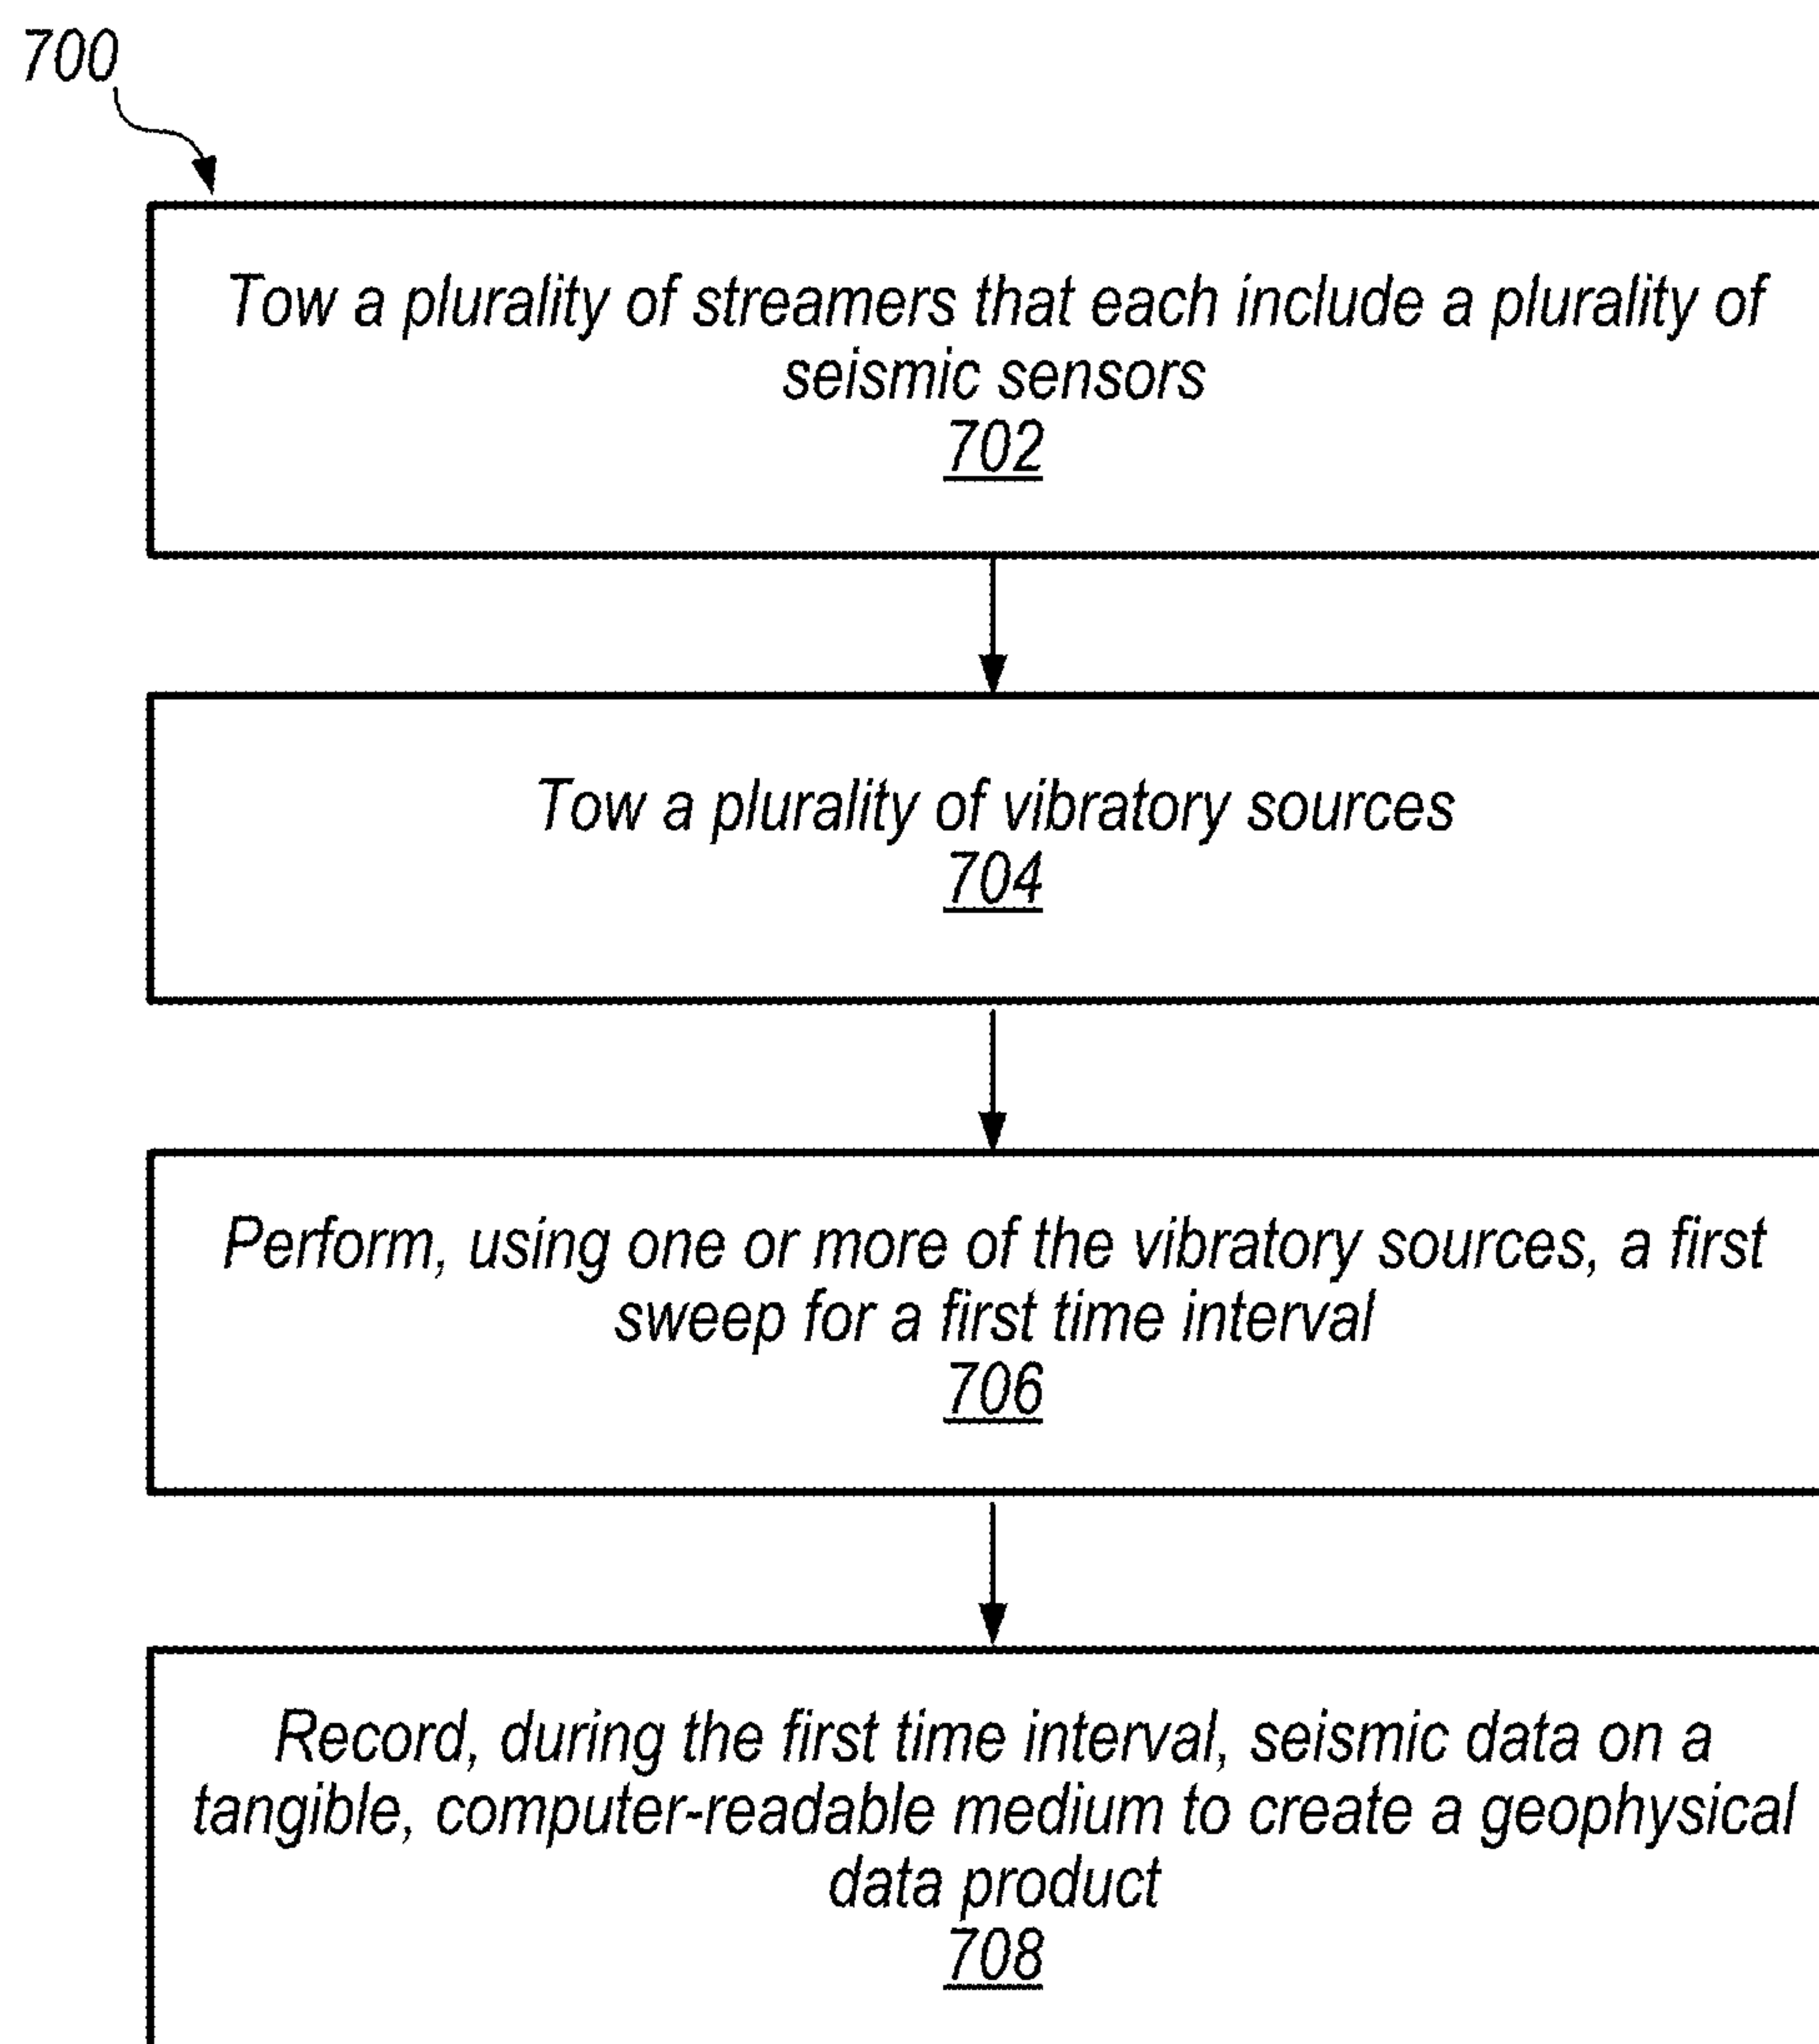 700
Tow a plurality of streamers that each include a plurality of
seismic sensors
702
Tow a plurality of vibratory sources
704
Perform, using one or more of the vibratory sources, a first
sweep for a first time interval
706
Record, during the first time interval, seismic data on a
tangible, computer-readable medium to create a geophysical
data product
708